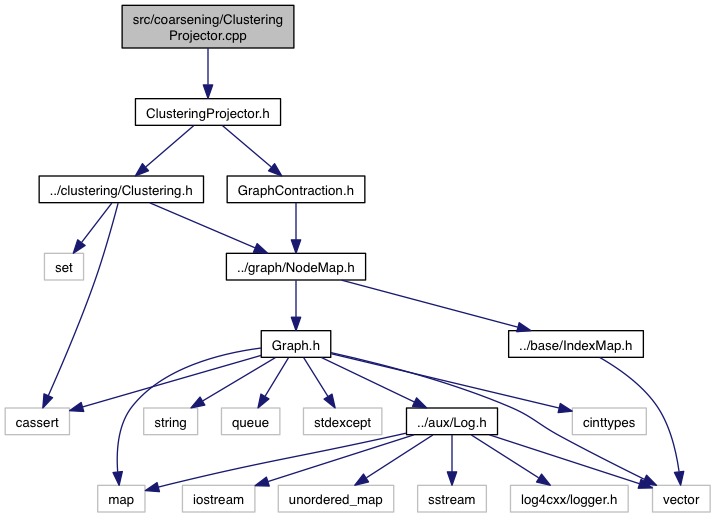 src/coarsening/Clustering
Projector.cpp
ClusteringProjector.h
../clustering/Clustering.h
GraphContraction.h
set
../graph/NodeMap.h
Graph.h
../base/IndexMap.h
cassert
string
queue
stdexcept
../aux/Log.h
cinttypes
map
iostream
unordered_map
sstream
log4cxx/logger.h
vector